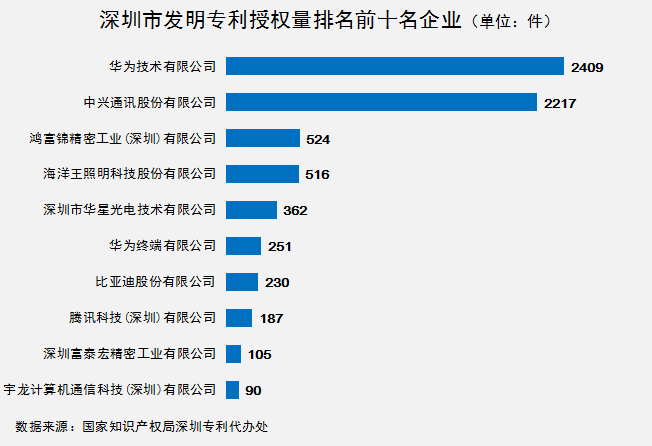 深圳市发明专利授权量排名前十名企业（单位：件）
华为技术有限公司 2409
中兴通讯股份有限公司 2217
鸿富锦精密工业(深圳)有限公司 524
海洋王照明科技股份有限公司 516
深圳市华星光电技术有限公司 362
华为终端有限公司 251
比亚迪股份有限公司 230
腾讯科技(深圳)有限公司 187
深圳富泰宏精密工业有限公司 105
宇龙计算机通信科技(深圳)有限公司 90
数据来源：国家知识产权局深圳专利代办处